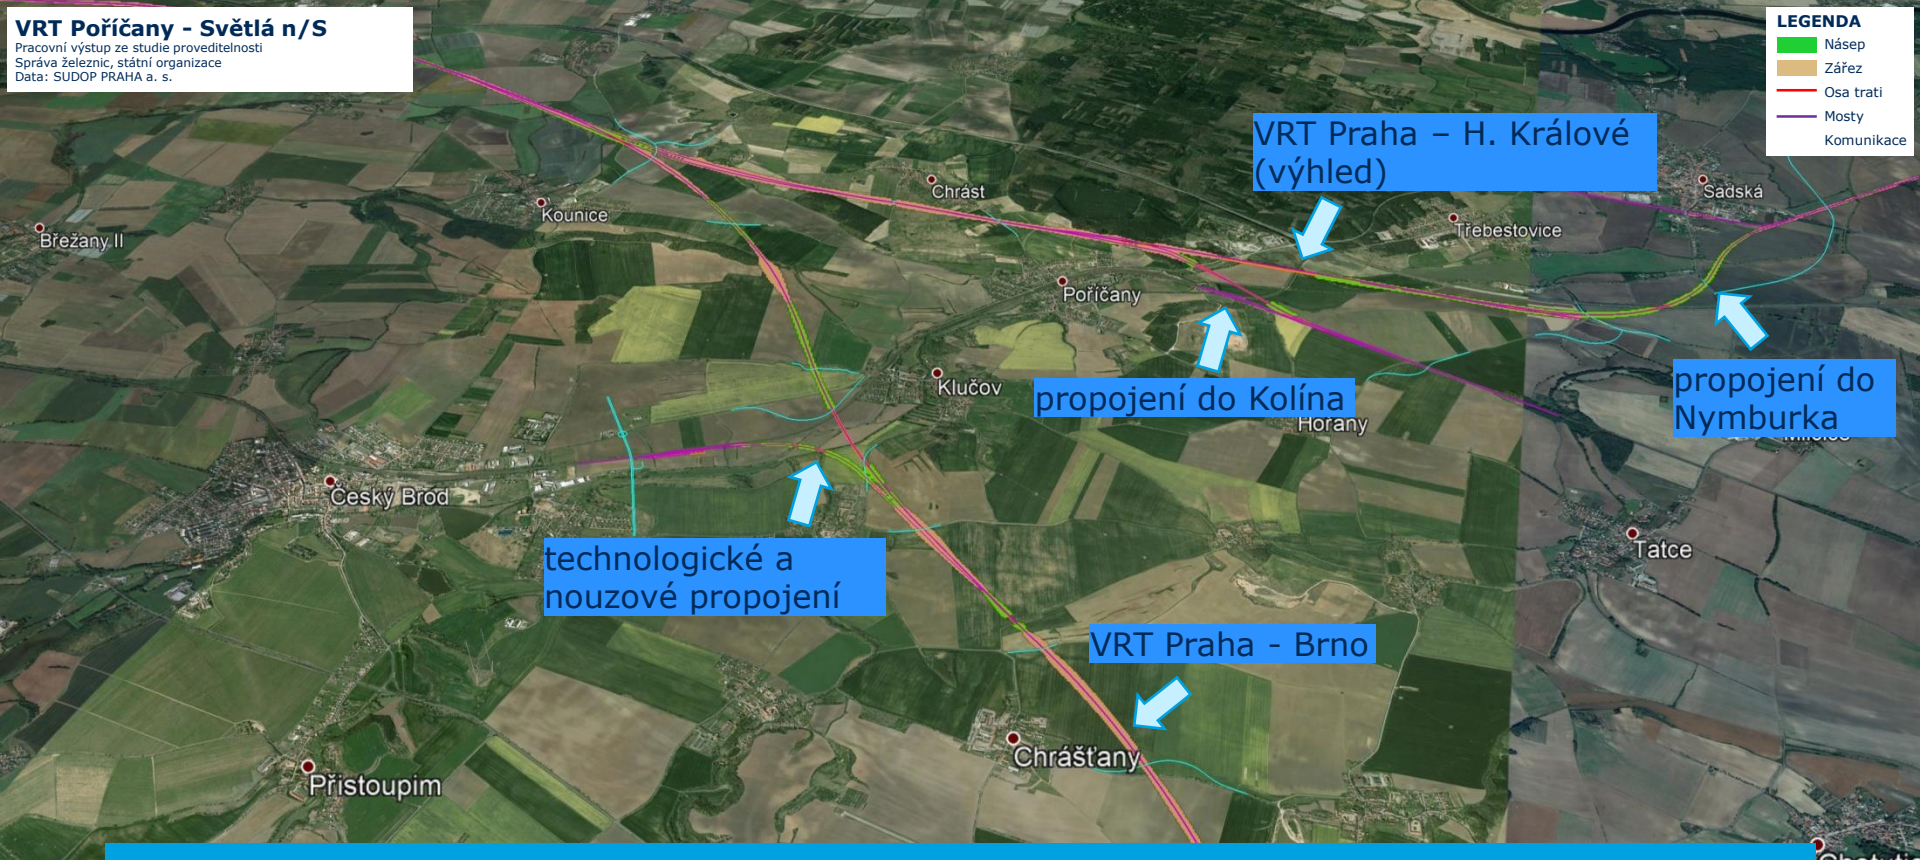 VRT Poříčany - Světlá n/S
Pracovní výstup ze studie proveditelnosti
Správa železnic, státní organizace
Data: SUDOP PRAHA a. s.
LEGENDA
Násep
Zářez
Osa trati
Mosty
Komunikace
VRT Praha – H. Králové
(výhled)
Chrást
Sadská
Kounice
Třebestovice
Břežany II
Poříčany
propojení do
Nymburka
Klučov
propojení do Kolína
Hořany
Český Brod
technologické a
nouzové propojení
Tatce
VRT Praha - Brno
Chrášťany
Přistoupim